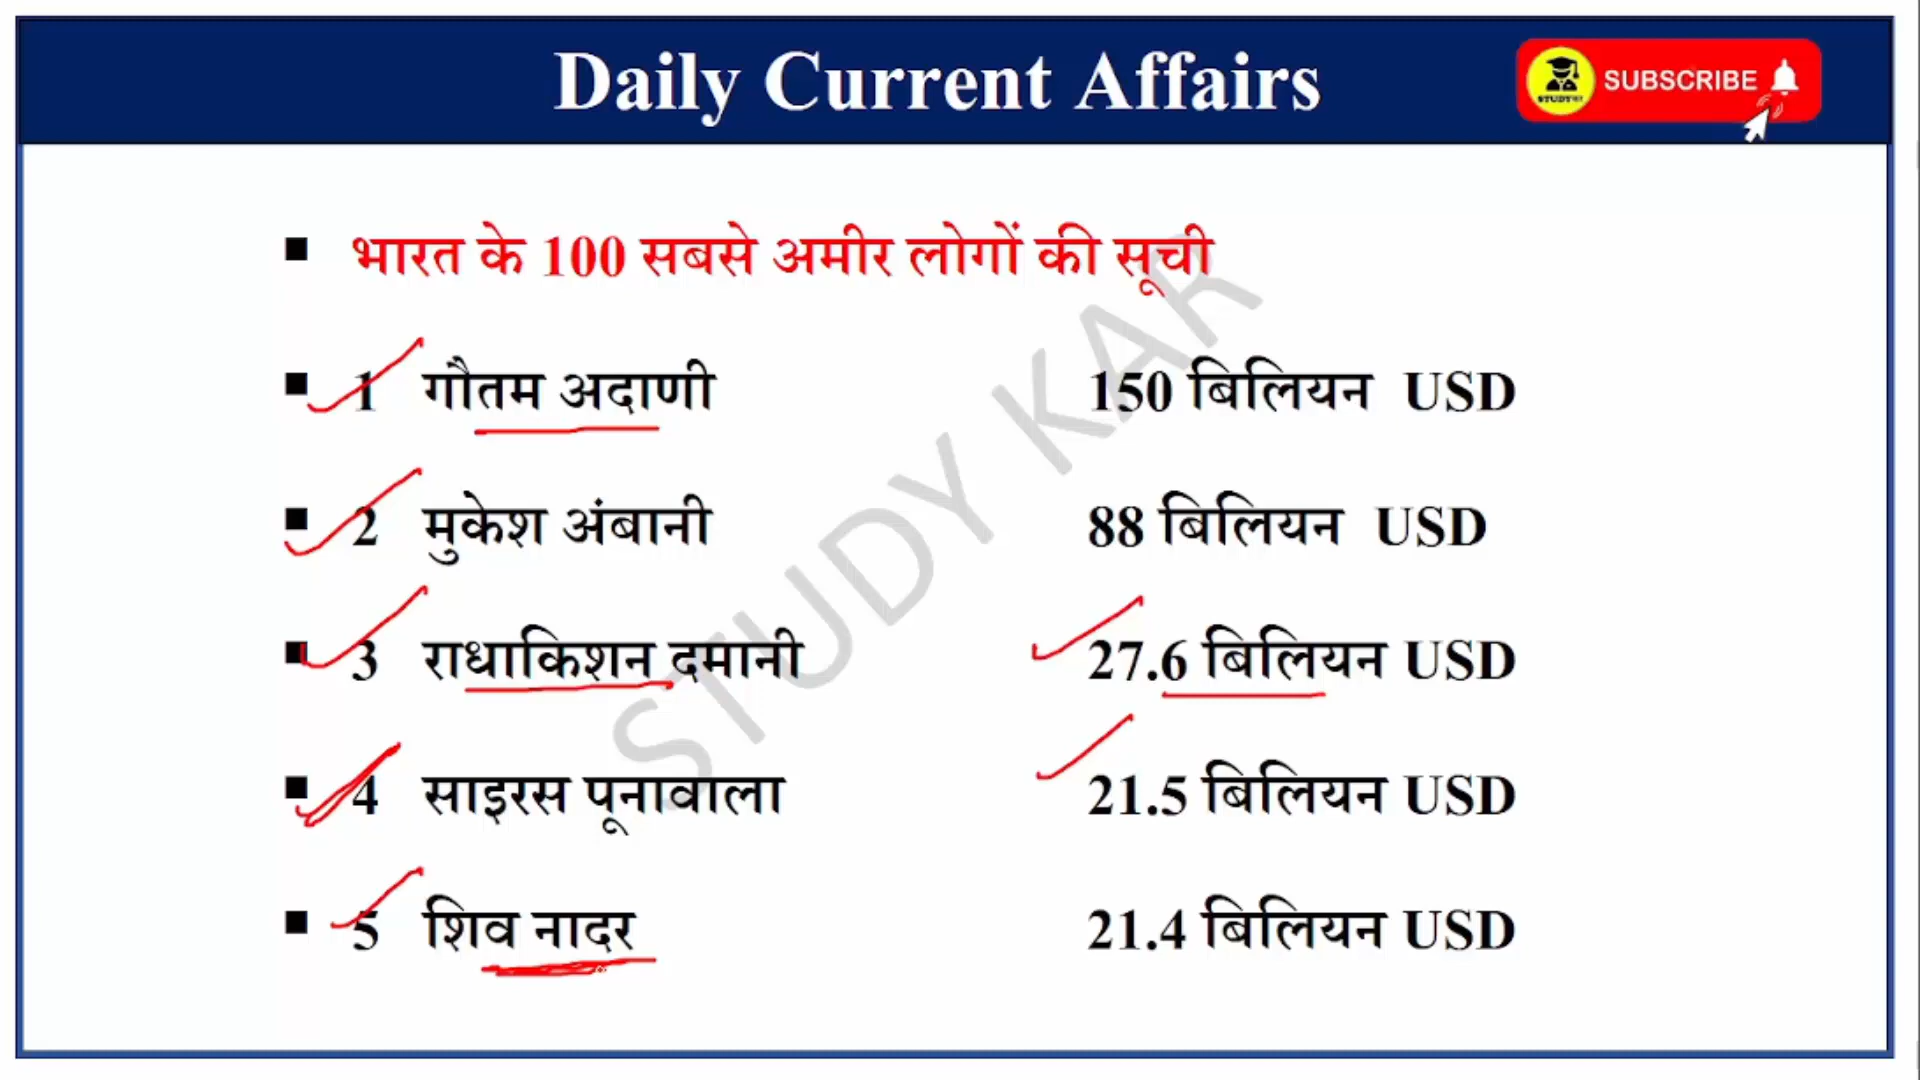 Daily Current Affairs
SUBSCRIBE
भारत के 100 सबसे अमीर लोगों की सूची
1 गौतम अदाणी 150 बिलियन USD
2 मुकेश अंबानी 88 बिलियन USD
3 राधाकिशन दमानी 27.6 बिलियन USD
4 साइरस पूनावाला 21.5 बिलियन USD
5 शिव नादर 21.4 बिलियन USD
STUDY KAR